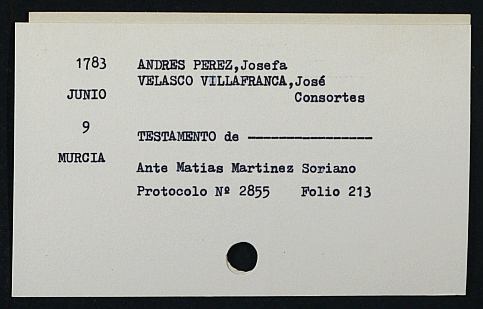 1783 ANDRES PEREZ,Josefa
VELASCO VILLAFRANCA,José
JUNIO Consortes
9
TESTAMENTO de ----------------
MURCIA
Ante Matias Martinez Soriano
Protocolo Nº 2855 Folio 213